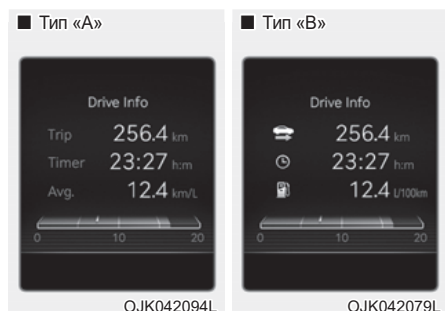 ■ Тип «A»
Drive Info
Trip 256.4 km
Timer 23:27 h:m
Avg. 12.4 km/L
0 10 20
OJK042094L
■ Тип «B»
Drive Info
256.4 km
23:27 h:m
12.4 L/100km
0 10 20
OJK042079L